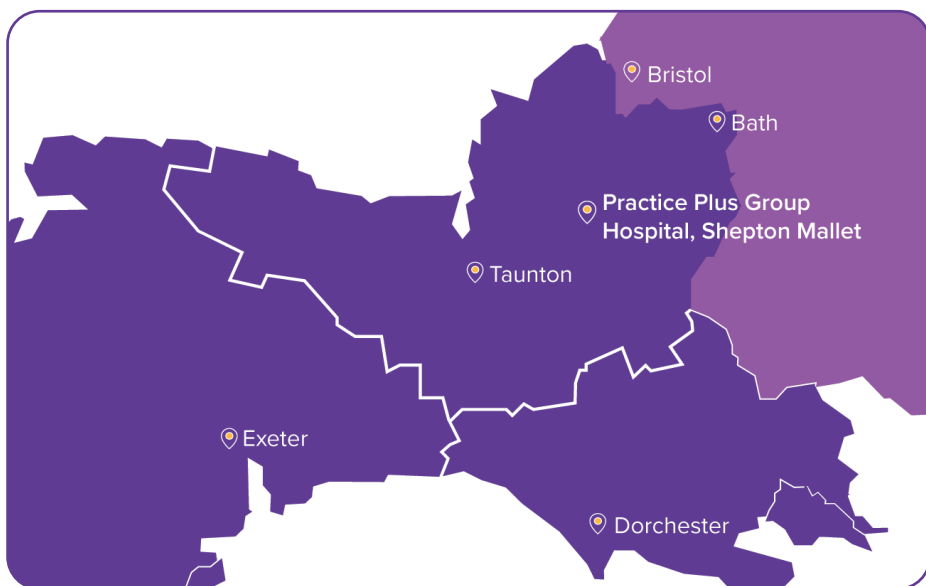 Bristol
Bath
Practice Plus Group
Hospital, Shepton Mallet
Taunton
Exeter
Dorchester